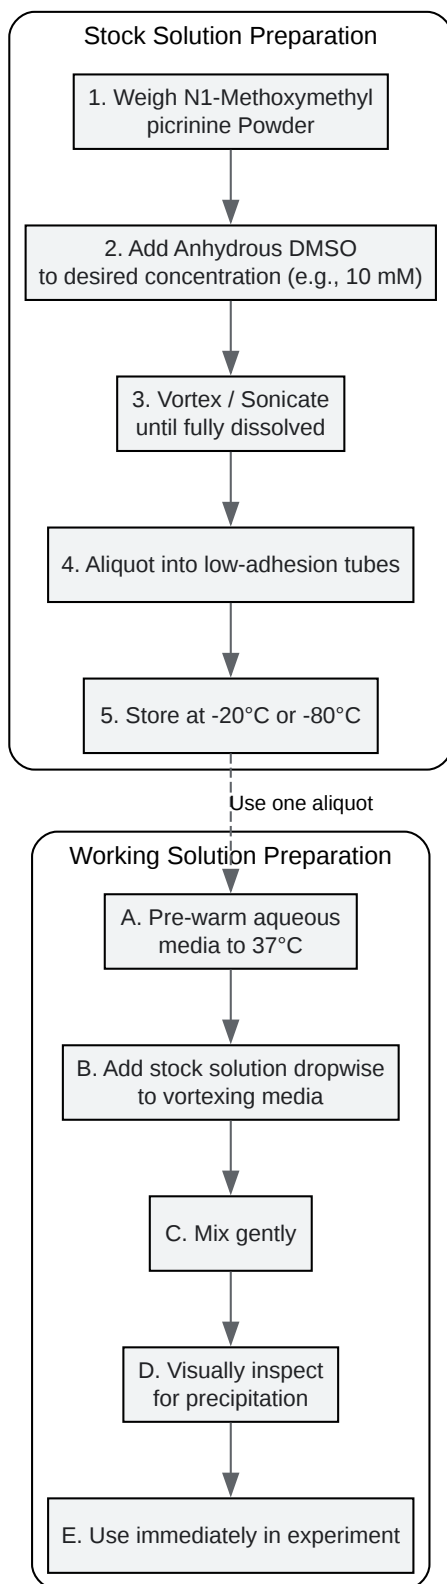 Stock Solution Preparation
1. Weigh N1-Methoxymethyl
picrinine Powder
2. Add Anhydrous DMSO
to desired concentration (e.g., 10 mM)
3. Vortex / Sonicate
until fully dissolved
4. Aliquot into low-adhesion tubes
5. Store at -20°C or -80°C
Use one aliquot
Working Solution Preparation
A. Pre-warm aqueous
media to 37°C
B. Add stock solution dropwise
to vortexing media
C. Mix gently
D. Visually inspect
for precipitation
E. Use immediately in experiment